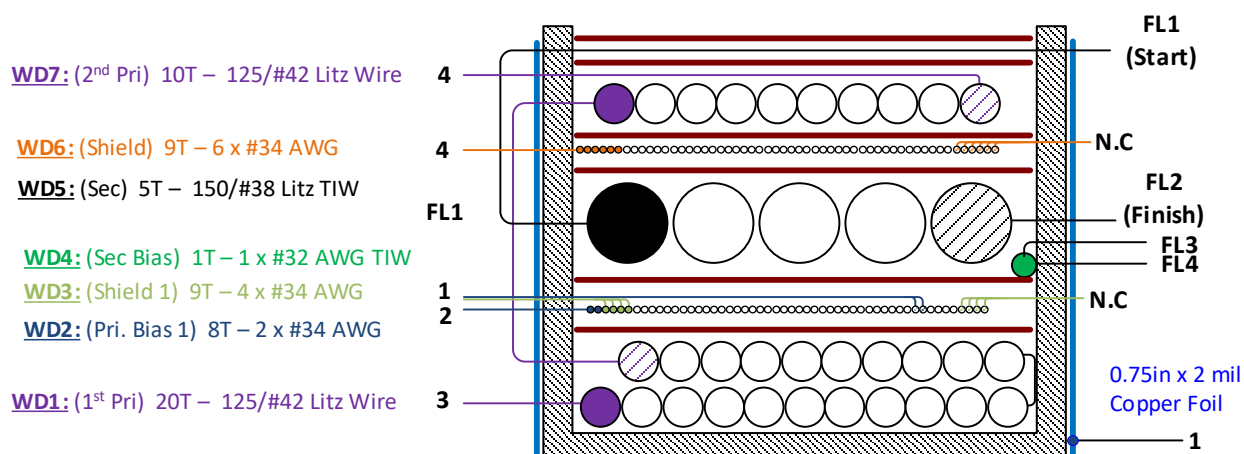 WD7: (2nd Pri) 10T – 125/#42 Litz Wire
4
FL1
(Start)
WD6: (Shield) 9T – 6 x #34 AWG
4
N.C
WD5: (Sec) 5T – 150/#38 Litz TIW
FL1
FL2
(Finish)
FL3
FL4
WD4: (Sec Bias) 1T – 1 x #32 AWG TIW
WD3: (Shield 1) 9T – 4 x #34 AWG
1
N.C
2
WD2: (Pri. Bias 1) 8T – 2 x #34 AWG
WD1: (1st Pri) 20T – 125/#42 Litz Wire
3
0.75in x 2 mil
Copper Foil
1